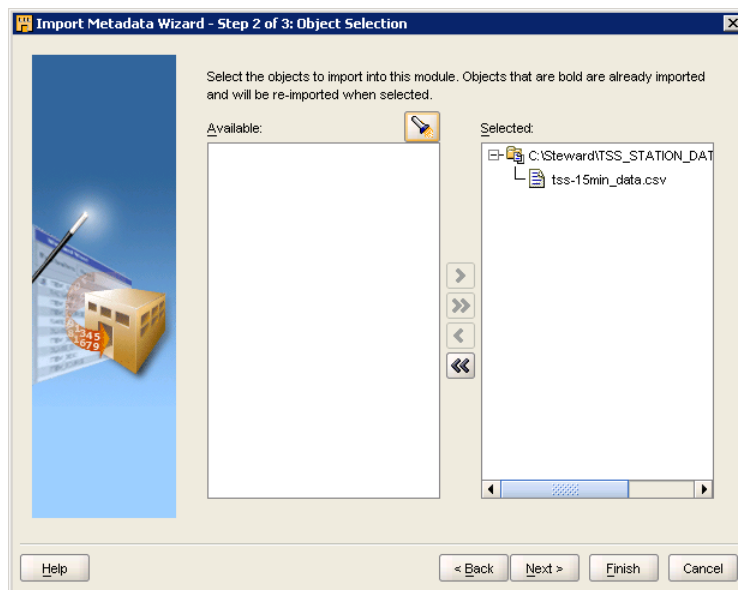 Import Metadata Wizard - Step 2 of 3: Object Selection
Select the objects to import into this module. Objects that are bold are already imported
and will be re-imported when selected.
Available:
Selected:
C:\Steward\TSS_STATION_DAT
tss-15min_data.csv
Help
< Back
Next >
Finish
Cancel